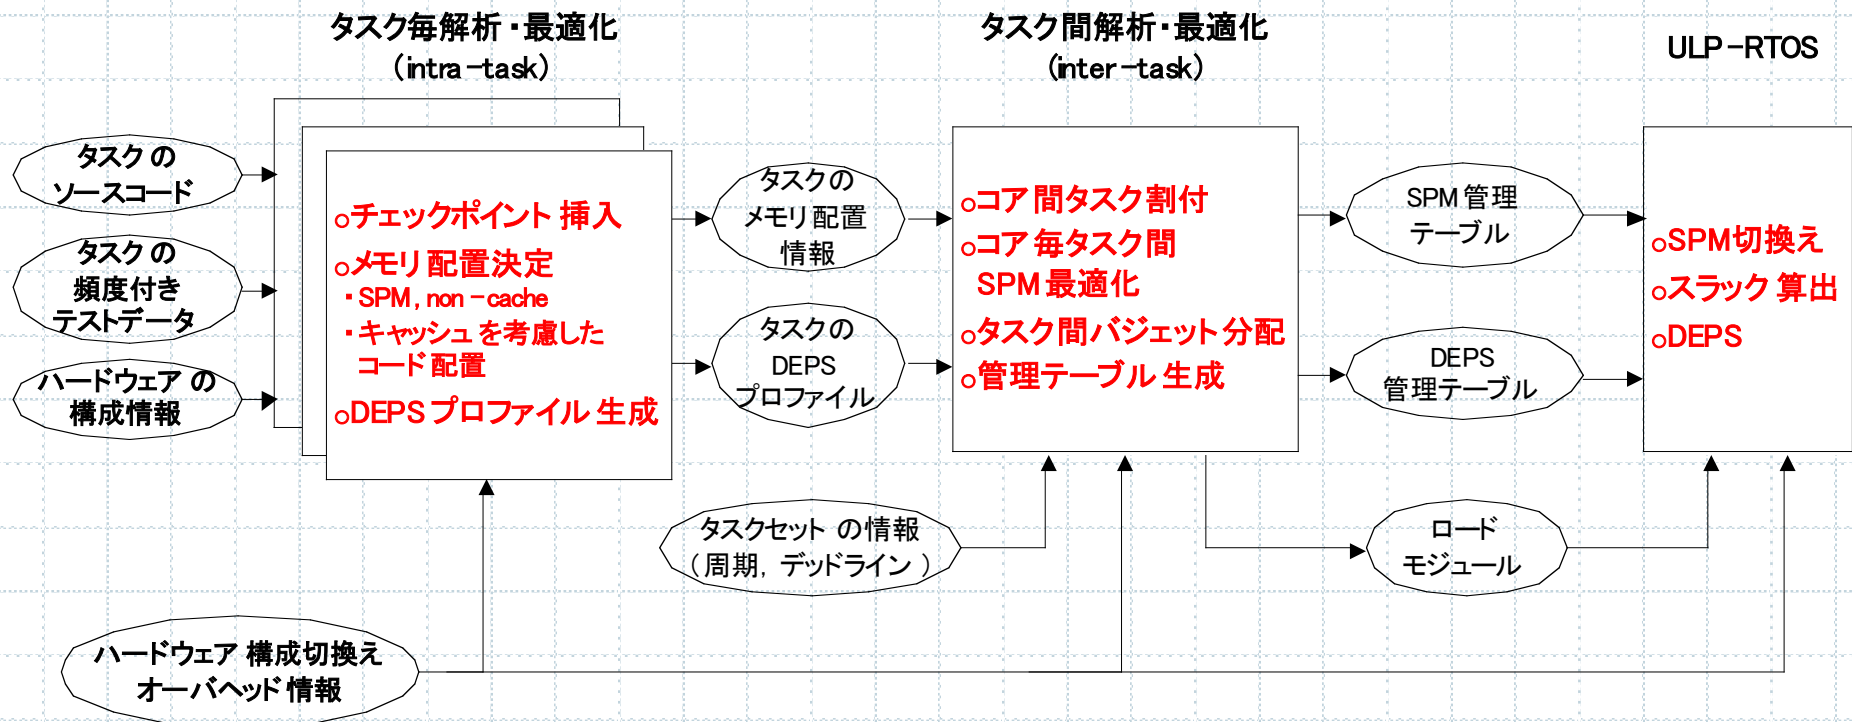 タスク毎解析・最適化
(intra-task)
タスク間解析・最適化
(inter-task)
ULP-RTOS
タスクの
ソースコード
タスクの
頻度付き
テストデータ
ハードウェアの
構成情報
○チェックポイント挿入
○メモリ配置決定
・SPM, non-cache
・キャッシュを考慮した
コード配置
○DEPSプロファイル生成
タスクの
メモリ配置
情報
タスクの
DEPS
プロファイル
○コア間タスク割付
○コア毎タスク間
SPM最適化
○タスク間バジェット分配
○管理テーブル生成
SPM管理
テーブル
DEPS
管理テーブル
○SPM切換え
○スラック算出
○DEPS
タスクセットの情報
(周期, デッドライン)
ロード
モジュール
ハードウェア構成切換え
オーバヘッド情報